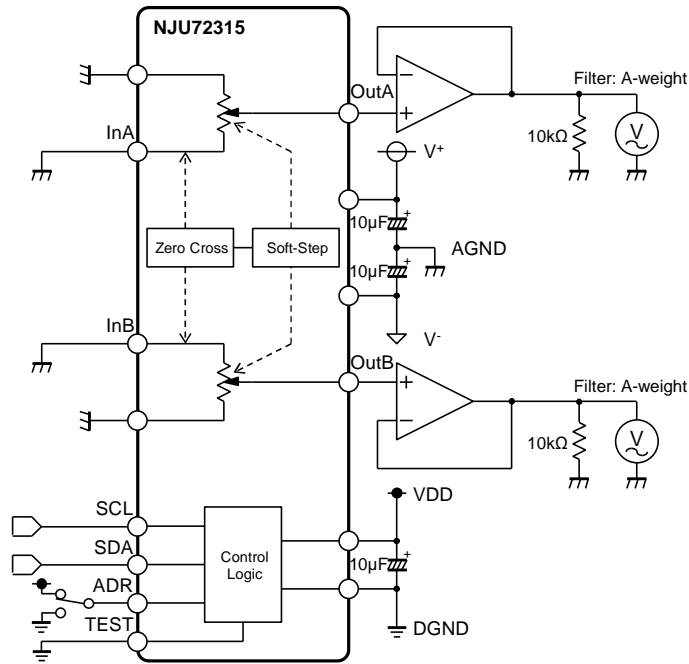 NJU72315
OutA
Filter: A-weight
V
10kΩ
InA
V+
10μF
AGND
Zero Cross
Soft-Step
10μF
InB
V-
OutB
Filter: A-weight
V
10kΩ
VDD
SCL
SDA
Control
Logic
10μF
ADR
TEST
DGND